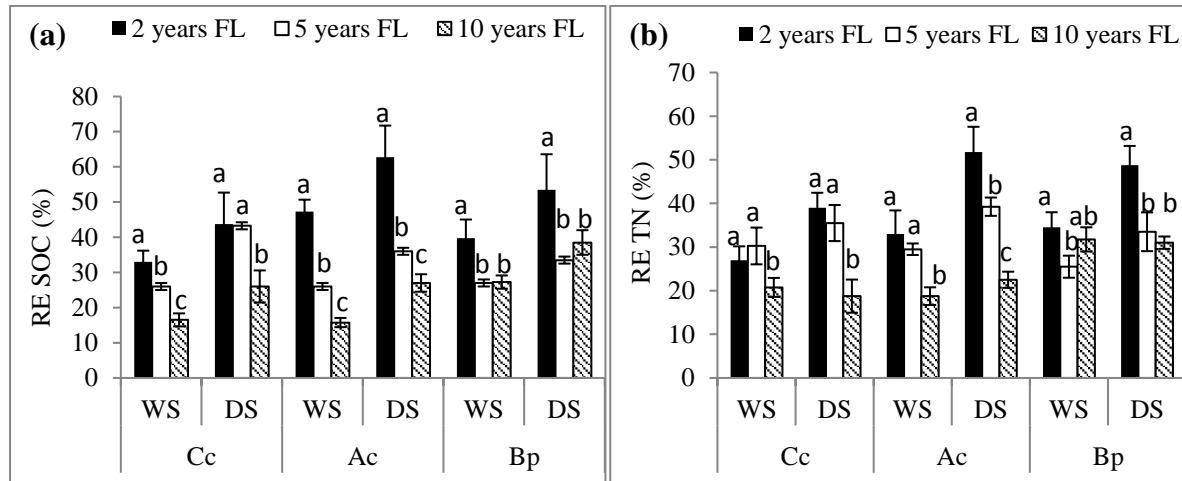 (a)
2 years FL 5 years FL 10 years FL
RE SOC (%)
80
70
60
50
40
30
20
10
0
a b c a a b a b c a b c a b b a b b
WS DS WS DS WS DS
Cc Ac Bp
(b)
2 years FL 5 years FL 10 years FL
RE TN (%)
70
60
50
40
30
20
10
0
a a b a a b a a b a b c a b ab a b b
WS DS WS DS WS DS
Cc Ac Bp